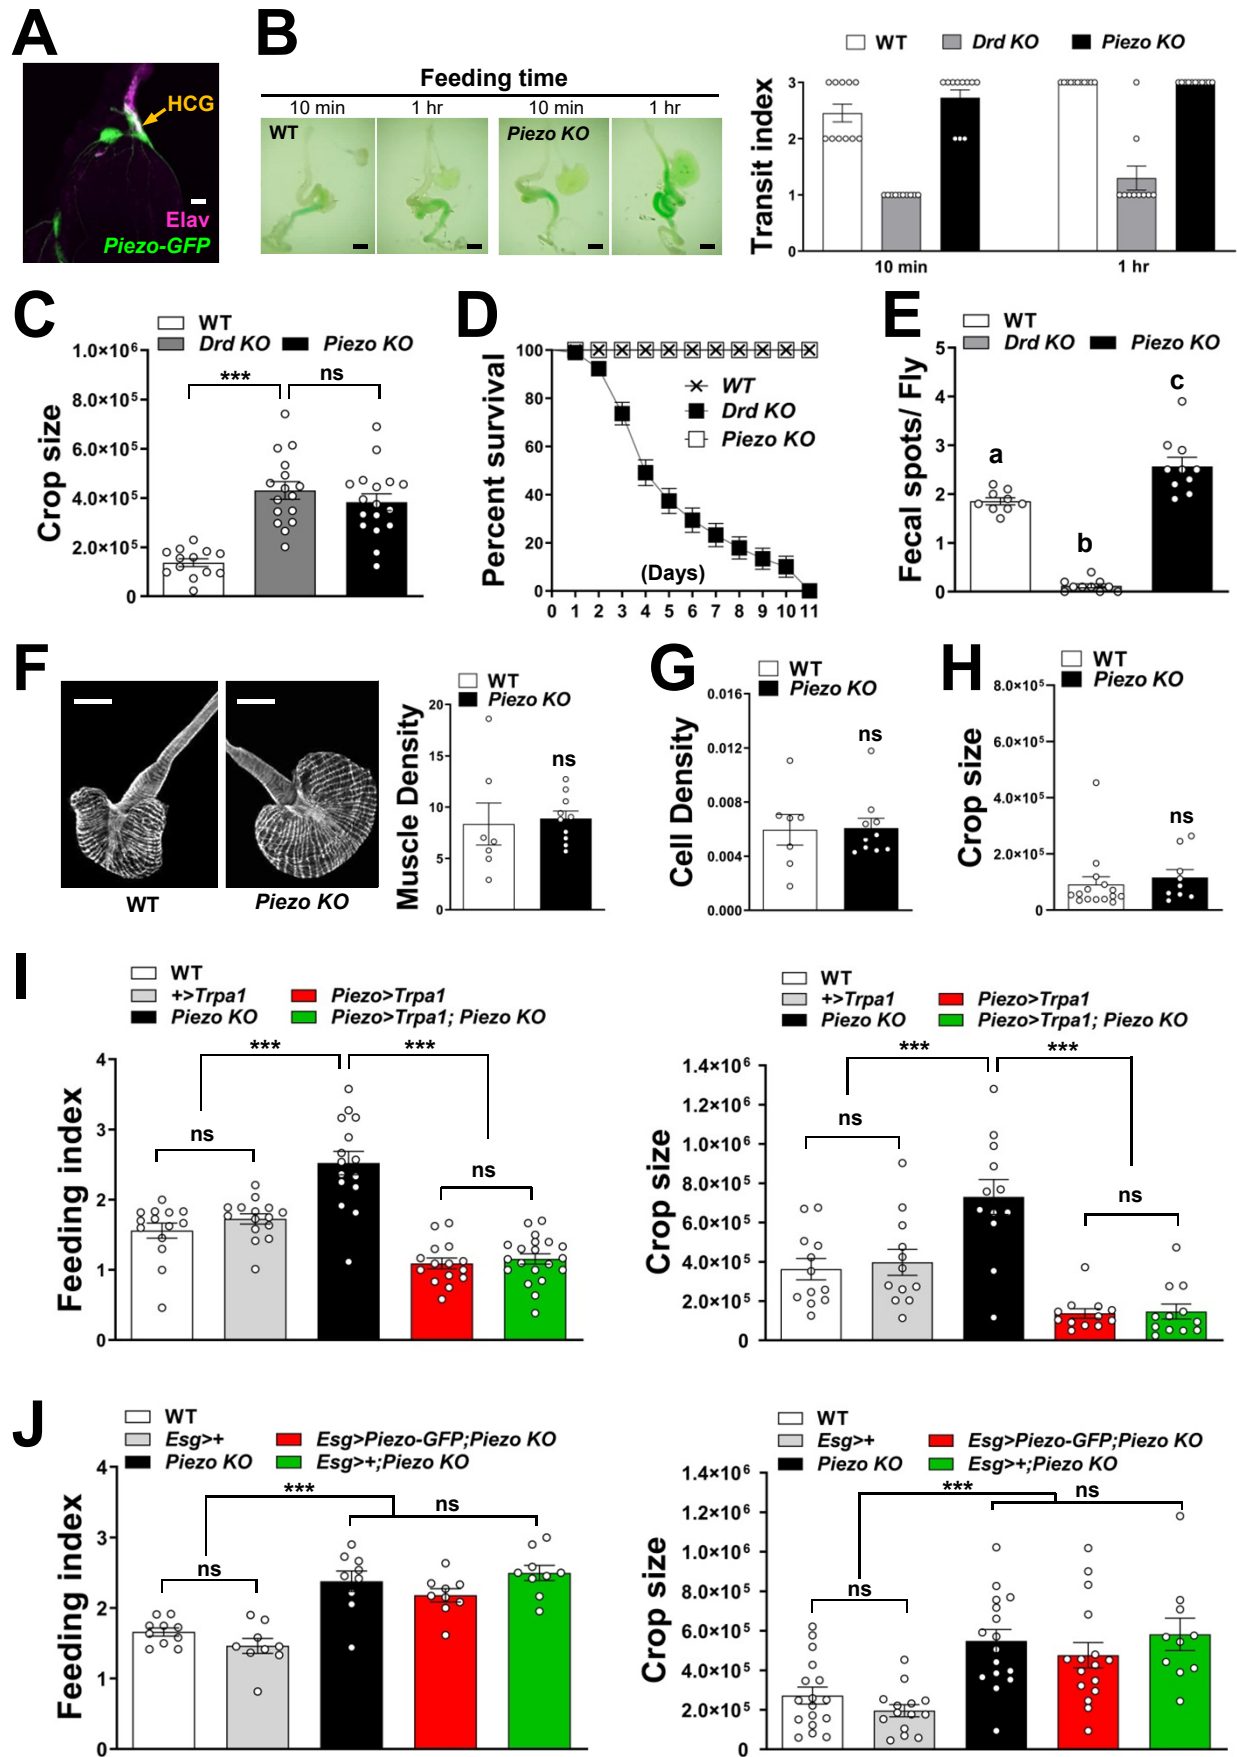 A
HCG
Elav
Piezo-GFP
B
Feeding time
10 min 1 hr 10 min 1 hr
WT
Piezo KO
WT Drd KO Piezo KO
Transit index
3
2
1
0
10 min 1 hr
C
WT
Drd KO Piezo KO
Crop size
1.0×10⁶
8.0×10⁵
6.0×10⁵
4.0×10⁵
2.0×10⁵
0
*** ns
D
Percent survival
100
80
60
40
20
0
WT
Drd KO
Piezo KO
(Days)
0 1 2 3 4 5 6 7 8 9 10 11
E
WT
Drd KO Piezo KO
Fecal spots/ Fly
5
4
3
2
1
0
a
b
c
F
WT
Piezo KO
WT
Piezo KO
Muscle Density
20
15
10
5
0
ns
G
WT
Piezo KO
Cell Density
0.016
0.012
0.008
0.004
0.000
ns
H
WT
Piezo KO
Crop size
8.0×10⁵
6.0×10⁵
4.0×10⁵
2.0×10⁵
0
ns
I
WT
+>Trpa1 Piezo>Trpa1
Piezo KO Piezo>Trpa1; Piezo KO
Feeding index
4
3
2
1
0
*** ***
ns
ns
WT
+>Trpa1 Piezo>Trpa1
Piezo KO Piezo>Trpa1; Piezo KO
Crop size
1.4×10⁶
1.2×10⁶
1.0×10⁶
8.0×10⁵
6.0×10⁵
4.0×10⁵
2.0×10⁵
0
*** ***
ns
ns
J
WT
Esg>+ Esg>Piezo-GFP;Piezo KO
Piezo KO Esg>+;Piezo KO
Feeding index
4
3
2
1
0
***
ns
ns
WT
Esg>+ Esg>Piezo-GFP;Piezo KO
Piezo KO Esg>+;Piezo KO
Crop size
1.4×10⁶
1.2×10⁶
1.0×10⁶
8.0×10⁵
6.0×10⁵
4.0×10⁵
2.0×10⁵
0
*** ns
ns